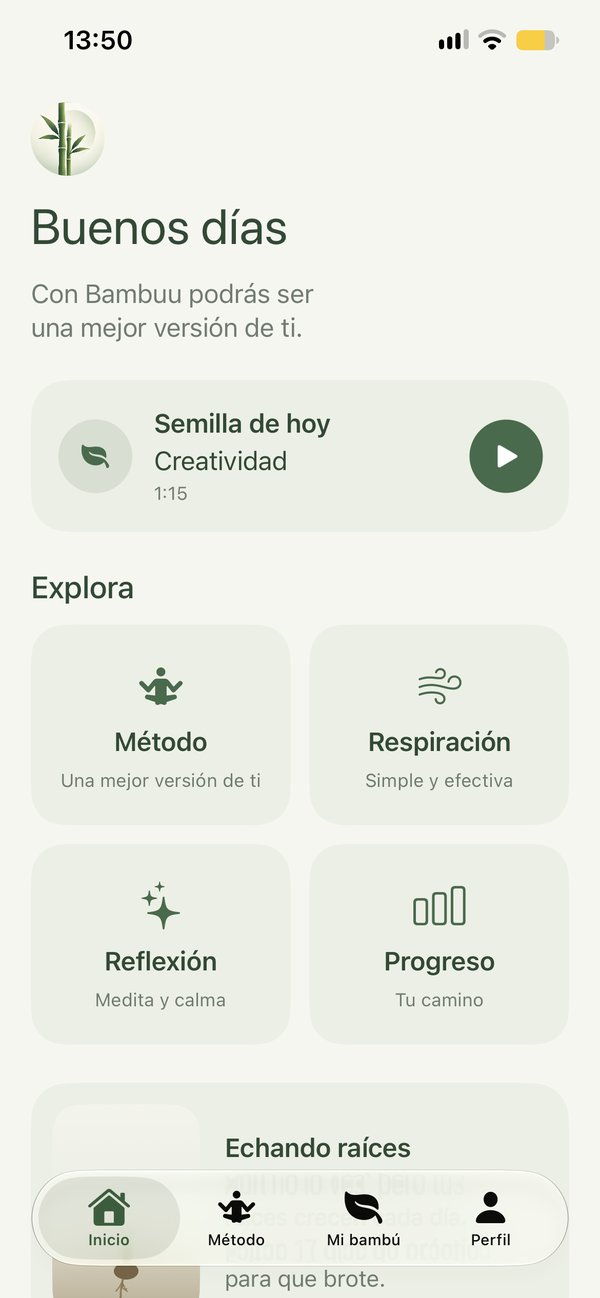 13:50
Buenos días
Con Bambuu podrás ser
una mejor versión de ti.
Semilla de hoy
Creatividad
1:15
Explora
Método
Una mejor versión de ti
Respiración
Simple y efectiva
Reflexión
Medita y calma
Progreso
Tu camino
Echando raíces
para que brote.
Inicio
Método
Mi bambú
Perfil